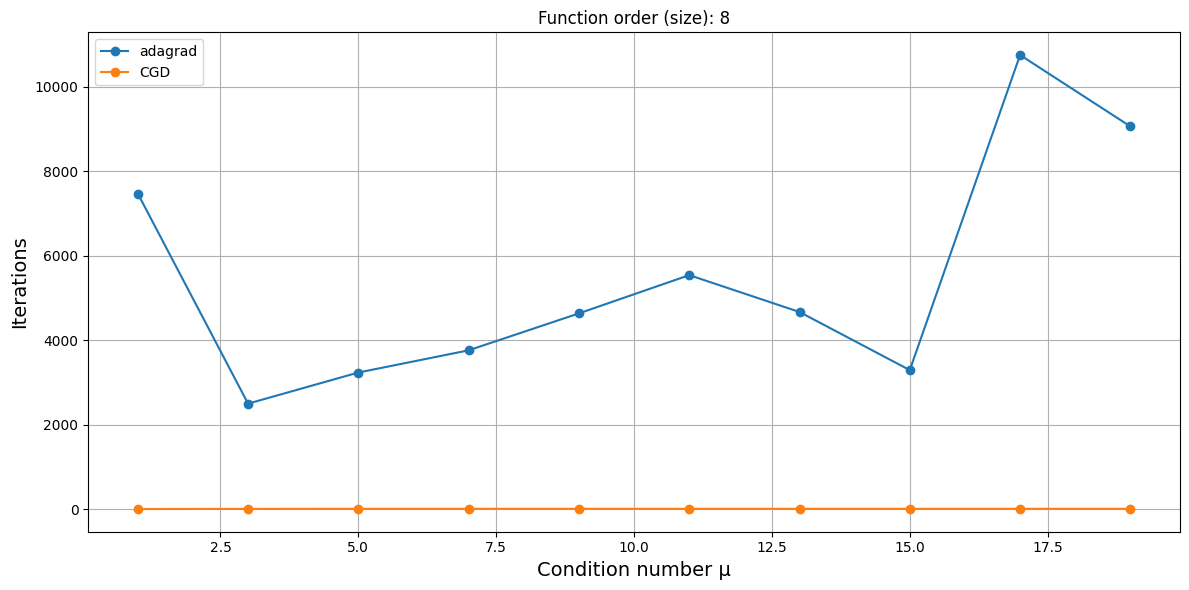 Function order (size): 8
adagrad
CGD
10000
8000
6000
4000
2000
0
Iterations
2.5
5.0
7.5
10.0
12.5
15.0
17.5
Condition number μ